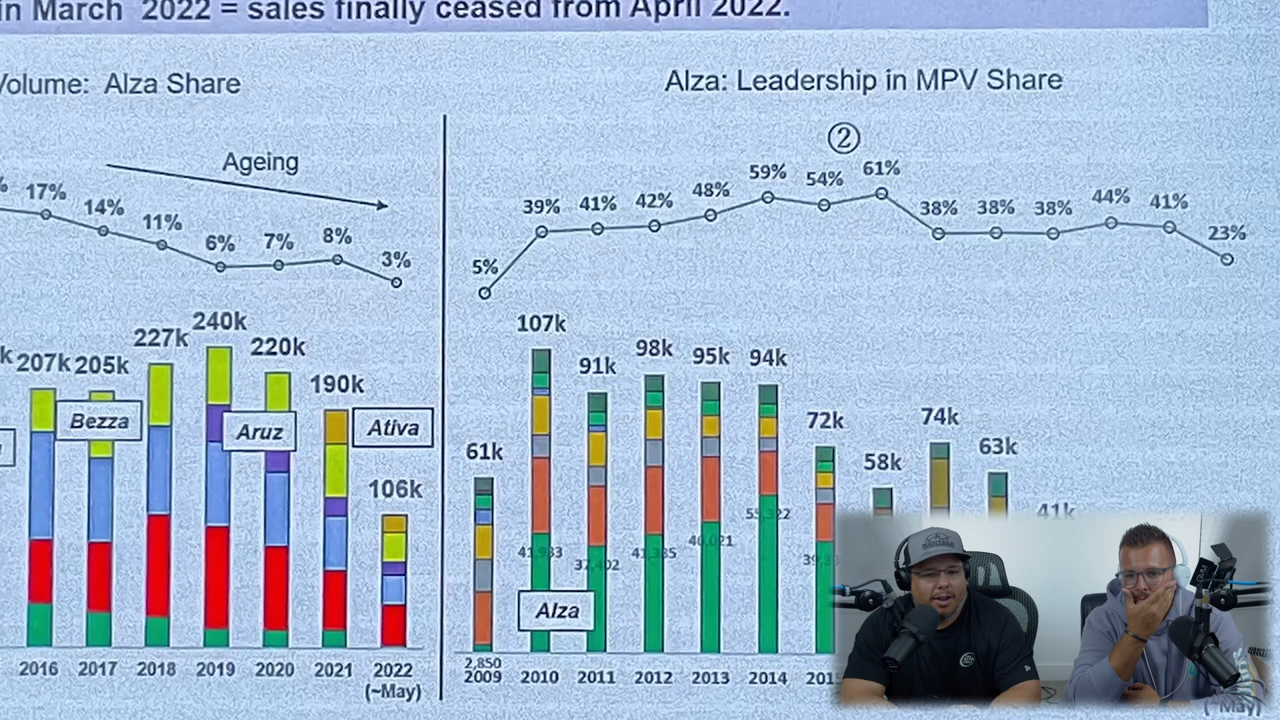 in March 2022 = sales finally ceased from April 2022.
Volume: Alza Share
Ageing
%
17%
14%
11%
6%
7%
8%
3%
k
207k
205k
227k
240k
220k
190k
106k
Bezza
Aruz
Ativa
2016
2017
2018
2019
2020
2021
2022
(~May)
Alza: Leadership in MPV Share
2
5%
39%
41%
42%
48%
59%
54%
61%
38%
38%
38%
44%
41%
23%
61k
107k
91k
98k
95k
94k
72k
58k
74k
63k
41k
41,933
37,402
41,385
40,021
55,322
Alza
2,850
2009
2010
2011
2012
2013
2014
(~May)